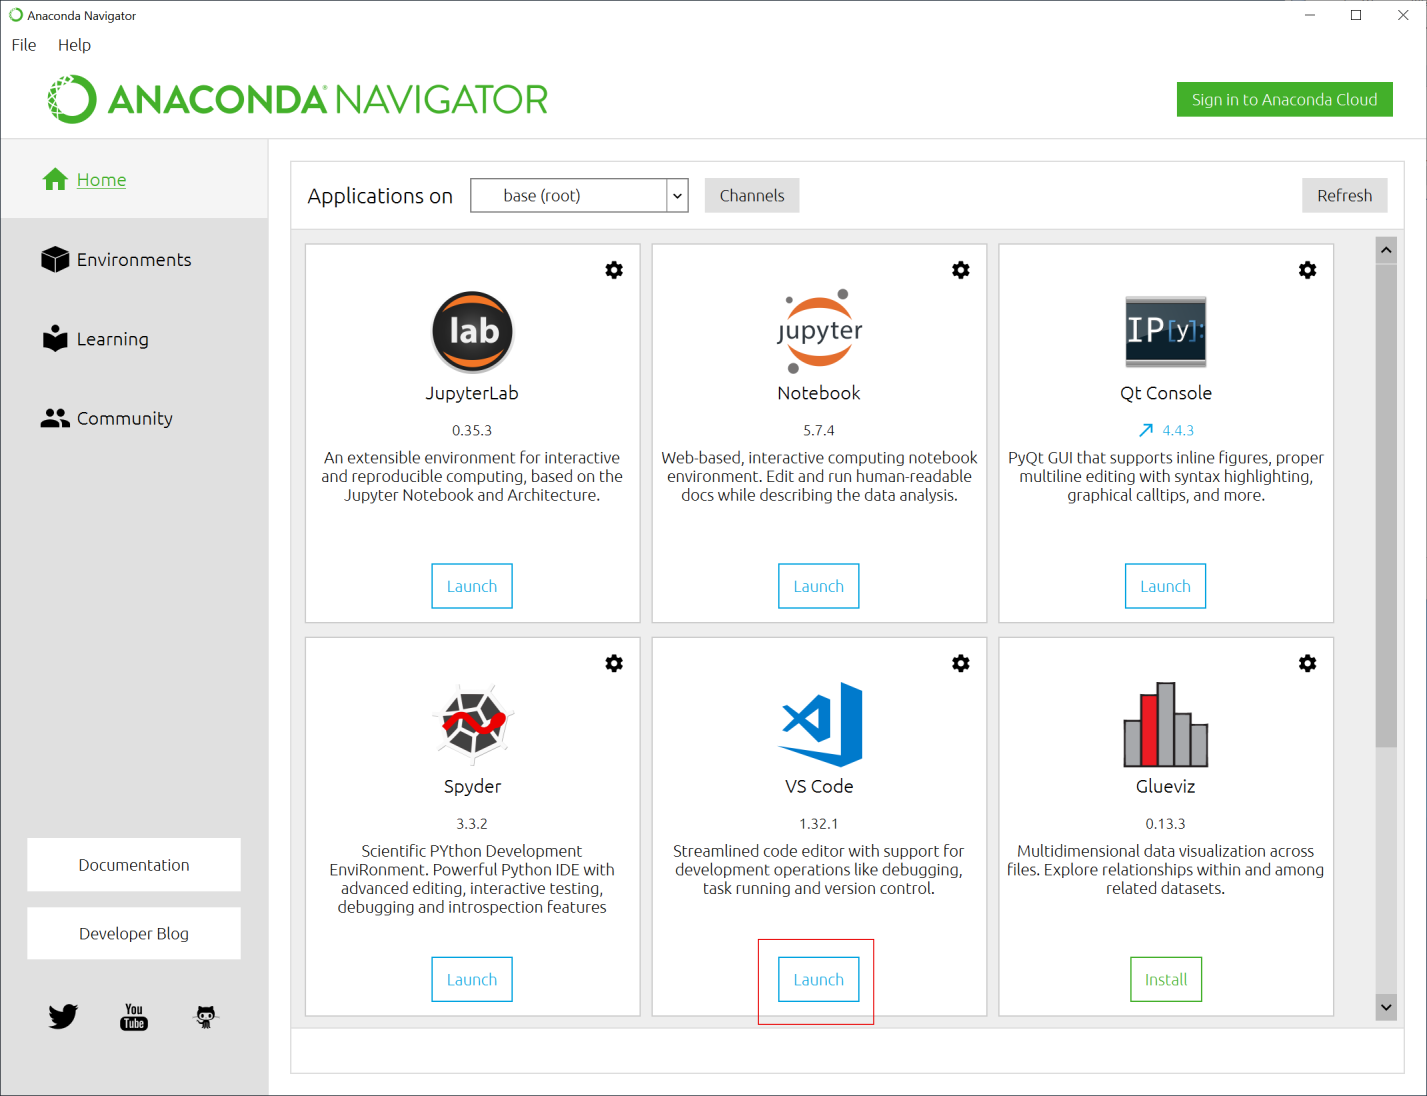 Anaconda Navigator
File Help
ANACONDA NAVIGATOR
Sign in to Anaconda Cloud
Home
Environments
Learning
Community
Documentation
Developer Blog
You
Tube
Applications on base (root) Channels Refresh
lab
JupyterLab
0.35.3
An extensible environment for interactive
and reproducible computing, based on the
Jupyter Notebook and Architecture.
Launch
jupyter
Notebook
5.7.4
Web-based, interactive computing notebook
environment. Edit and run human-readable
docs while describing the data analysis.
Launch
IP[y]:
Qt Console
4.4.3
PyQt GUI that supports inline figures, proper
multiline editing with syntax highlighting,
graphical calltips, and more.
Launch
Spyder
3.3.2
Scientific PYthon Development
EnviRonment. Powerful Python IDE with
advanced editing, interactive testing,
debugging and introspection features
Launch
VS Code
1.32.1
Streamlined code editor with support for
development operations like debugging,
task running and version control.
Launch
Glueviz
0.13.3
Multidimensional data visualization across
files. Explore relationships within and among
related datasets.
Install